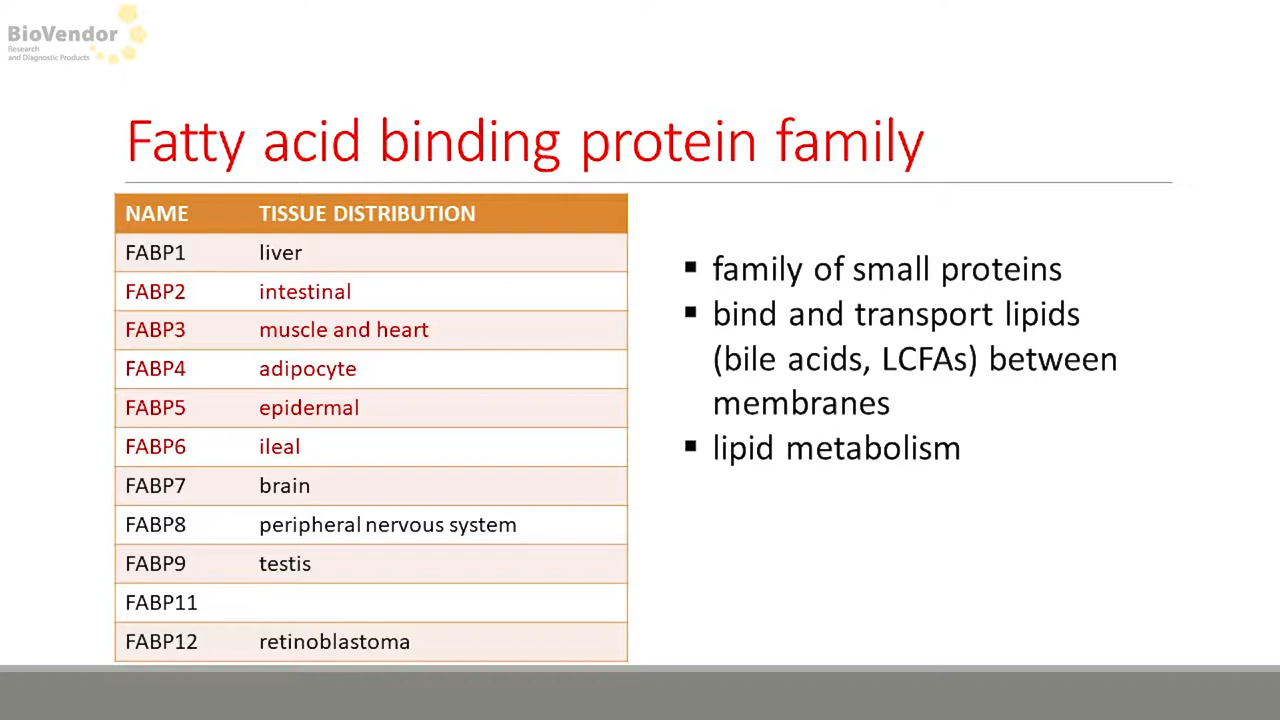 BioVendor
Research
and Diagnostic Products
Fatty acid binding protein family
NAME TISSUE DISTRIBUTION
FABP1 liver
FABP2 intestinal
FABP3 muscle and heart
FABP4 adipocyte
FABP5 epidermal
FABP6 ileal
FABP7 brain
FABP8 peripheral nervous system
FABP9 testis
FABP11
FABP12 retinoblastoma
▪ family of small proteins
▪ bind and transport lipids
(bile acids, LCFAs) between
membranes
▪ lipid metabolism